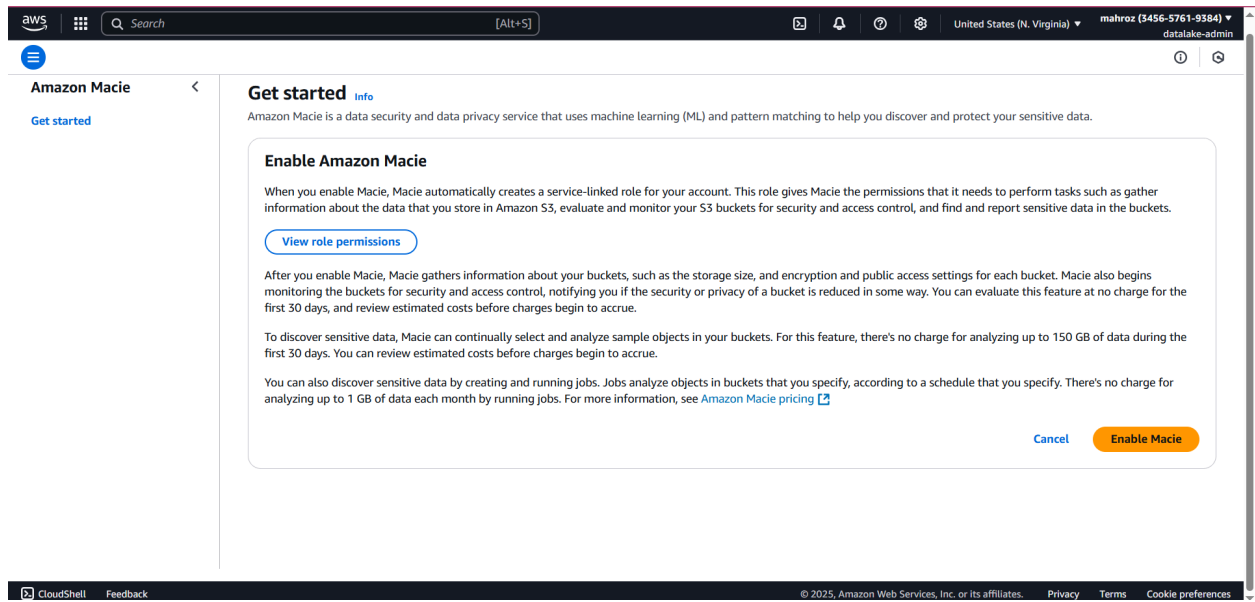 aws
Search
[Alt+S]
United States (N. Virginia) ▼
mahroz (3456-5761-9384) ▼
datalake-admin
Amazon Macie
Get started
Get started Info
Amazon Macie is a data security and data privacy service that uses machine learning (ML) and pattern matching to help you discover and protect your sensitive data.
Enable Amazon Macie
When you enable Macie, Macie automatically creates a service-linked role for your account. This role gives Macie the permissions that it needs to perform tasks such as gather
information about the data that you store in Amazon S3, evaluate and monitor your S3 buckets for security and access control, and find and report sensitive data in the buckets.
View role permissions
After you enable Macie, Macie gathers information about your buckets, such as the storage size, and encryption and public access settings for each bucket. Macie also begins
monitoring the buckets for security and access control, notifying you if the security or privacy of a bucket is reduced in some way. You can evaluate this feature at no charge for the
first 30 days, and review estimated costs before charges begin to accrue.
To discover sensitive data, Macie can continually select and analyze sample objects in your buckets. For this feature, there's no charge for analyzing up to 150 GB of data during the
first 30 days. You can review estimated costs before charges begin to accrue.
You can also discover sensitive data by creating and running jobs. Jobs analyze objects in buckets that you specify, according to a schedule that you specify. There's no charge for
analyzing up to 1 GB of data each month by running jobs. For more information, see Amazon Macie pricing
Cancel
Enable Macie
CloudShell
Feedback
© 2025, Amazon Web Services, Inc. or its affiliates.
Privacy
Terms
Cookie preferences